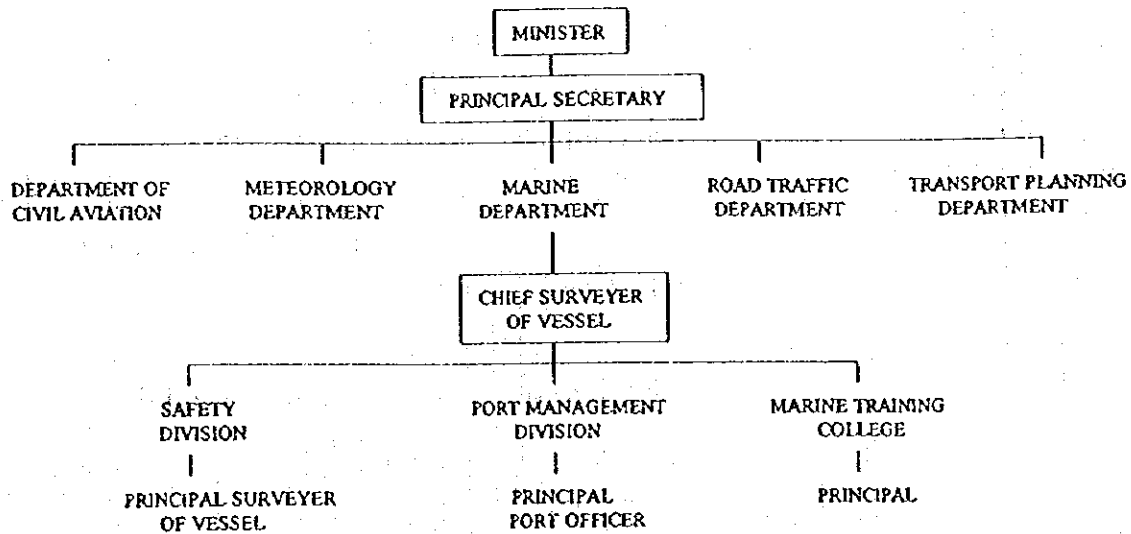 MINISTER
PRINCIPAL SECRETARY
DEPARTMENT OF
CIVIL AVIATION
METEOROLOGY
DEPARTMENT
MARINE
DEPARTMENT
ROAD TRAFFIC
DEPARTMENT
TRANSPORT PLANNING
DEPARTMENT
CHIEF SURVEYER
OF VESSEL
SAFETY
DIVISION
PORT MANAGEMENT
DIVISION
MARINE TRAINING
COLLEGE
PRINCIPAL SURVEYER
OF VESSEL
PRINCIPAL
PORT OFFICER
PRINCIPAL